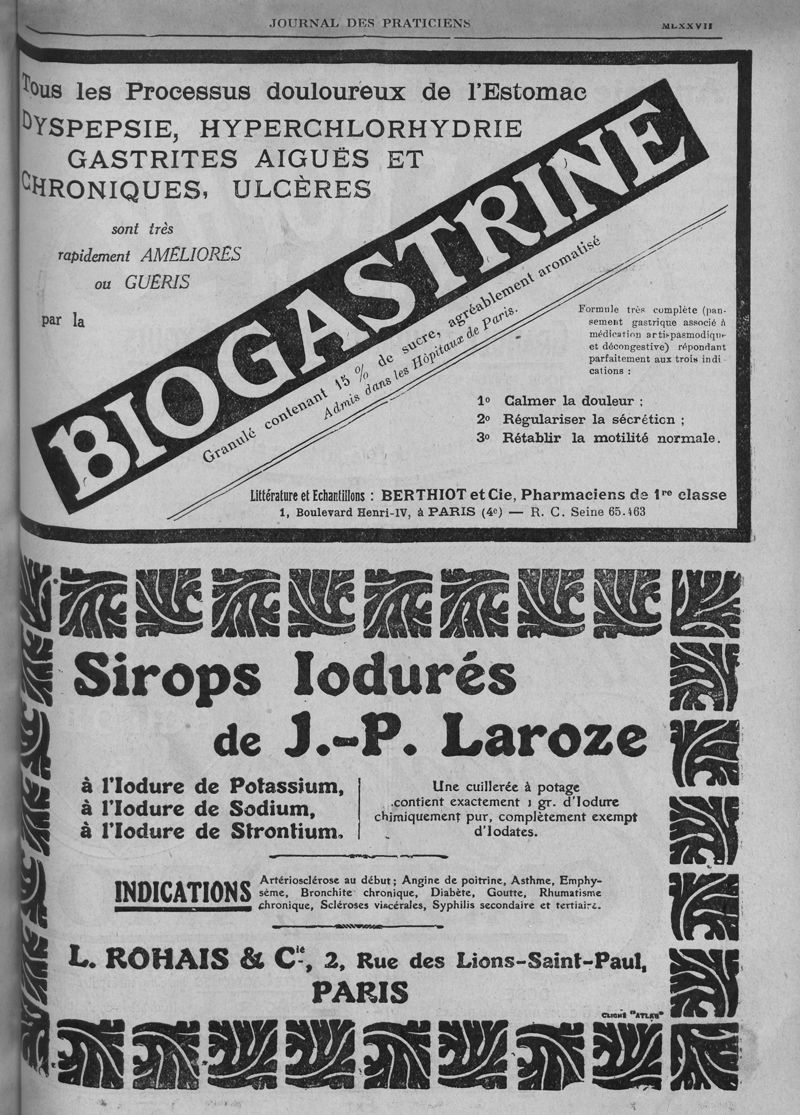 JOURNAL DES PRATICIENS
MLXXVII
Tous les Processus douloureux de l'Estomac
DYSPEPSIE, HYPERCHLORHYDRIE
GASTRITES AIGUËS ET
CHRONIQUES, ULCÈRES
sont très
rapidement AMÉLIORÉS
ou GUÉRIS
par la
BIOGASTRINE
Granulé contenant 15 % de sucre, agréablement aromatisé
Admis dans les Hôpitaux de Paris.
Formule très complète (pan-
sement gastrique associé à
médication artispasmodique
et décongestive) répondant
parfaitement aux trois indi-
cations :
1º Calmer la douleur ;
2º Régulariser la sécrétion ;
3º Rétablir la motilité normale.
Littérature et Echantillons : BERTHIOT et Cie, Pharmaciens de 1re classe
1, Boulevard Henri-IV, à PARIS (4e) — R. C. Seine 65.463
Sirops Iodurés
de J.-P. Laroze
à l'Iodure de Potassium,
à l'Iodure de Sodium,
à l'Iodure de Strontium.
Une cuillerée à potage
contient exactement 1 gr. d'Iodure
chimiquement pur, complètement exempt
d'Iodates.
INDICATIONS
Artériosclérose au début ; Angine de poitrine, Asthme, Emphy-
sème, Bronchite chronique, Diabète, Goutte, Rhumatisme
chronique, Scléroses viscérales, Syphilis secondaire et tertiaire.
L. ROHAIS & Cie, 2, Rue des Lions-Saint-Paul,
PARIS
CLICHÉ "ATLAS"